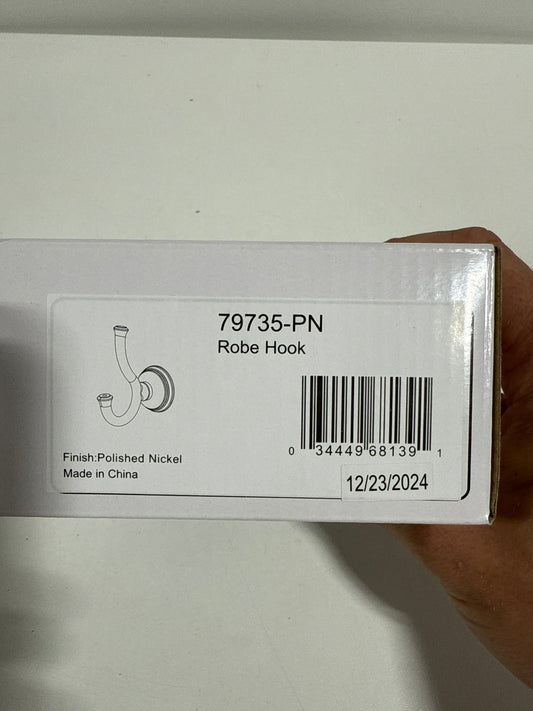 79735-PN
Robe Hook
Finish:Polished Nickel
Made in China
0 34449 68139 1
12/23/2024